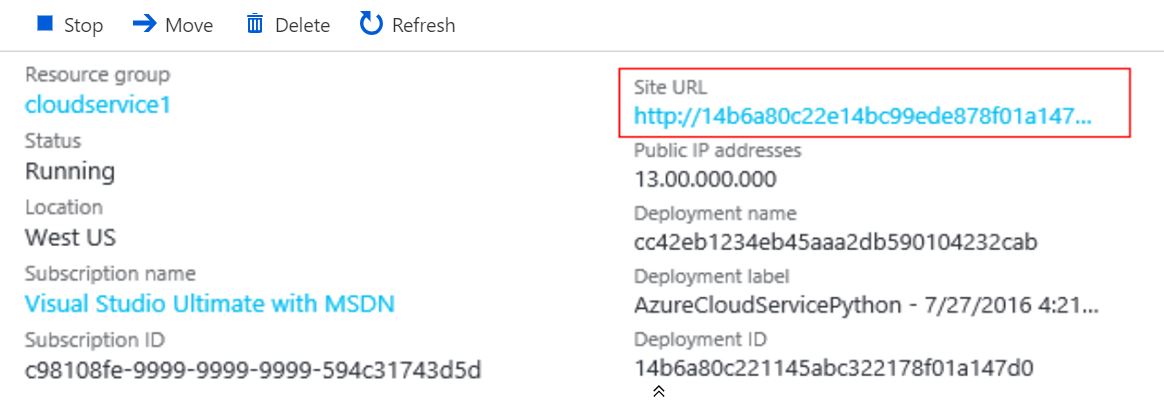 Stop Move Delete Refresh
Resource group
cloudservice1
Status
Running
Location
West US
Subscription name
Visual Studio Ultimate with MSDN
Subscription ID
c98108fe-9999-9999-9999-594c31743d5d
Site URL
http://14b6a80c22e14bc99ede878f01a147...
Public IP addresses
13.00.000.000
Deployment name
cc42eb1234eb45aaa2db590104232cab
Deployment label
AzureCloudServicePython - 7/27/2016 4:21...
Deployment ID
14b6a80c221145abc322178f01a147d0